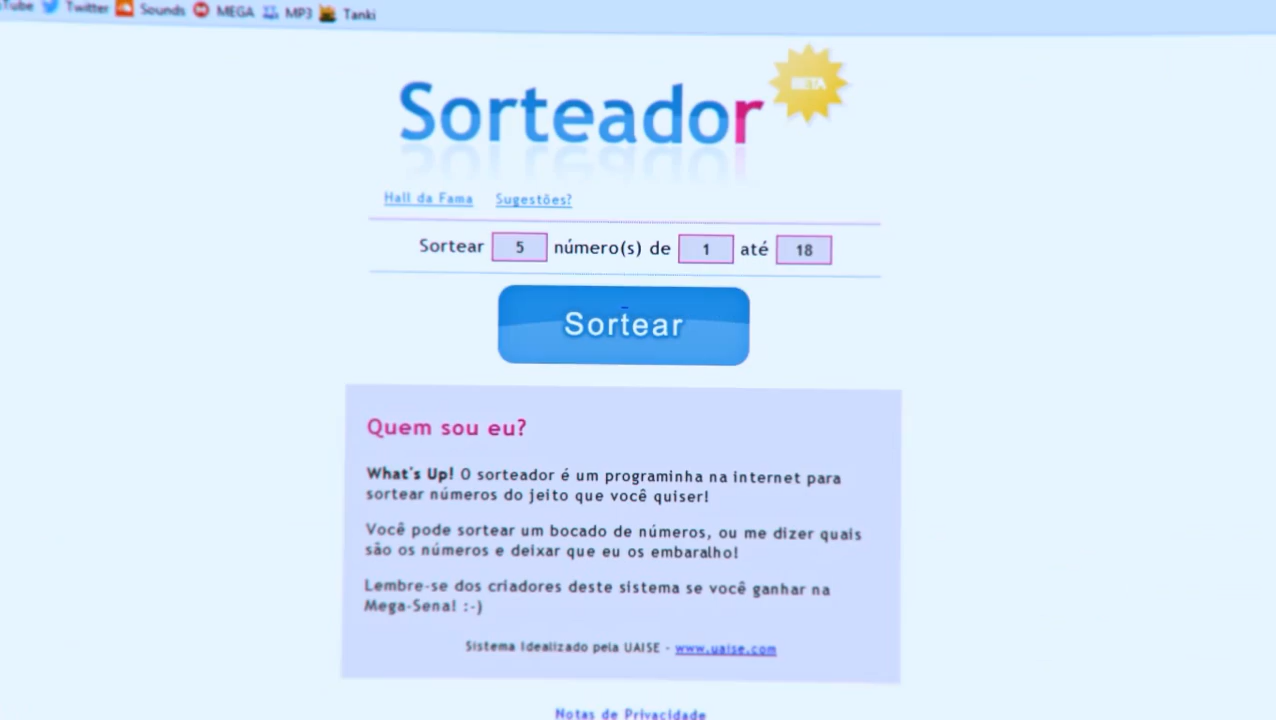 Tube Twitter Sounds MEGA MP3 Tanki
Sorteador BETA
Hall da Fama Sugestões?
Sortear 5 número(s) de 1 até 18
Sortear
Quem sou eu?
What's Up! O sorteador é um programinha na internet para
sortear números do jeito que você quiser!
Você pode sortear um bocado de números, ou me dizer quais
são os números e deixar que eu os embaralho!
Lembre-se dos criadores deste sistema se você ganhar na
Mega-Sena! :-)
Sistema Idealizado pela UAISE - www.uaise.com
Notas de Privacidade